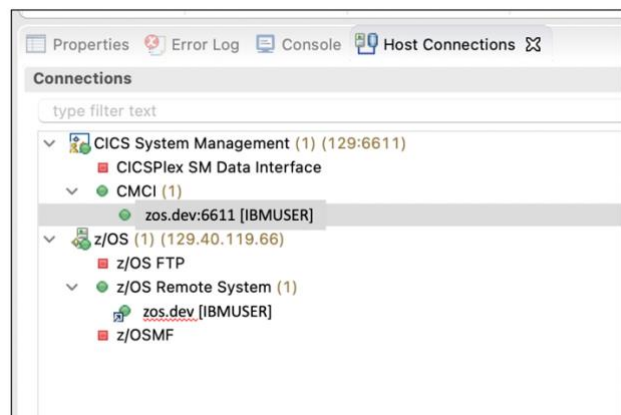 Properties Error Log Console Host Connections
Connections
type filter text
CICS System Management (1) (129:6611)
CICSPlex SM Data Interface
CMCI (1)
zos.dev:6611 [IBMUSER]
z/OS (1) (129.40.119.66)
z/OS FTP
z/OS Remote System (1)
zos.dev [IBMUSER]
z/OSMF